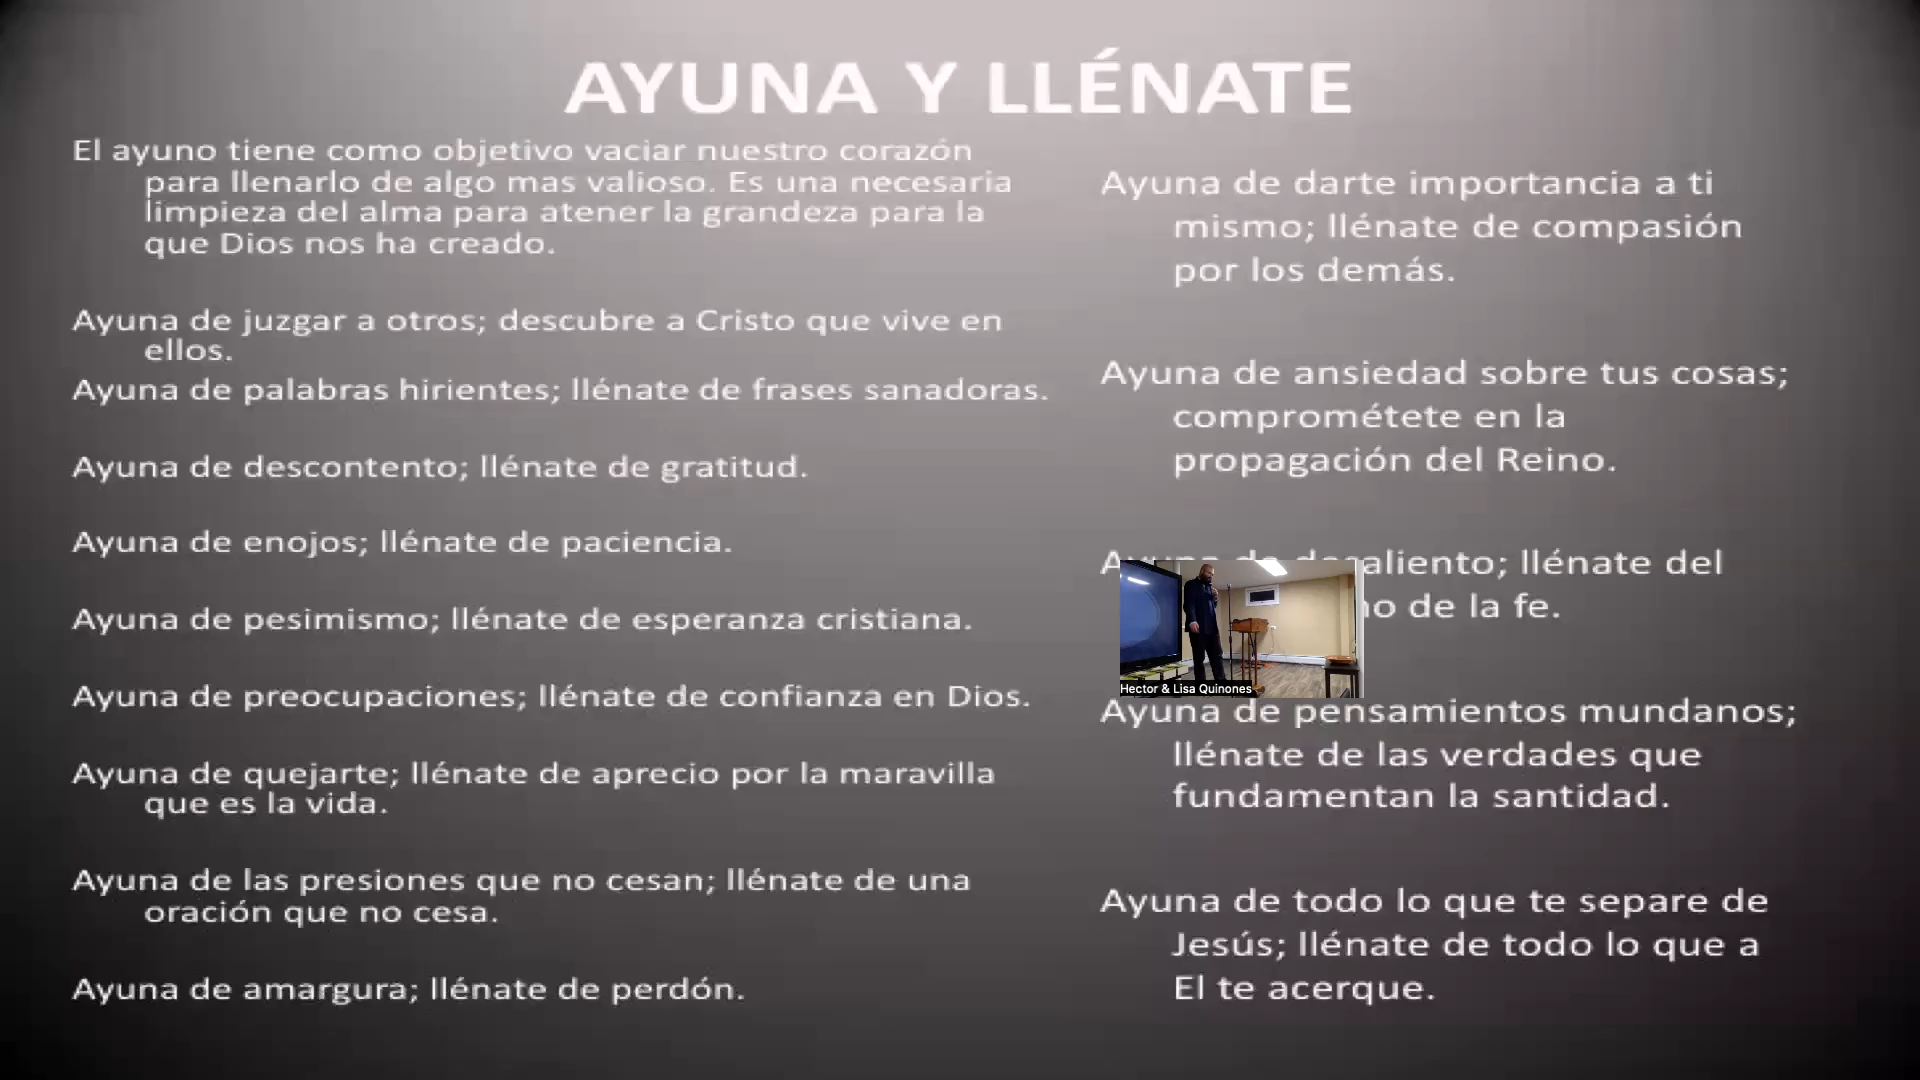 AYUNA Y LLÉNATE
El ayuno tiene como objetivo vaciar nuestro corazón
para llenarlo de algo mas valioso. Es una necesaria
limpieza del alma para atener la grandeza para la
que Dios nos ha creado.
Ayuna de juzgar a otros; descubre a Cristo que vive en
ellos.
Ayuna de palabras hirientes; llénate de frases sanadoras.
Ayuna de descontento; llénate de gratitud.
Ayuna de enojos; llénate de paciencia.
Ayuna de pesimismo; llénate de esperanza cristiana.
Ayuna de preocupaciones; llénate de confianza en Dios.
Ayuna de quejarte; llénate de aprecio por la maravilla
que es la vida.
Ayuna de las presiones que no cesan; llénate de una
oración que no cesa.
Ayuna de amargura; llénate de perdón.
Ayuna de darte importancia a ti
mismo; llénate de compasión
por los demás.
Ayuna de ansiedad sobre tus cosas;
comprométete en la
propagación del Reino.
Ayuna de desaliento; llénate del
de la fe.
Hector & Lisa Quinones
Ayuna de pensamientos mundanos;
llénate de las verdades que
fundamentan la santidad.
Ayuna de todo lo que te separe de
Jesús; llénate de todo lo que a
El te acerque.